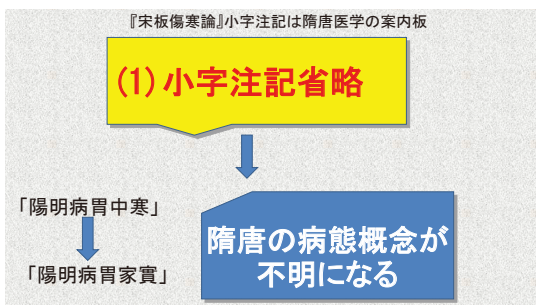 『宋板傷寒論』小字注記は隋唐医学の案内板
(1)小字注記省略
「陽明病胃中寒」
「陽明病胃家實」
隋唐の病態概念が
不明になる